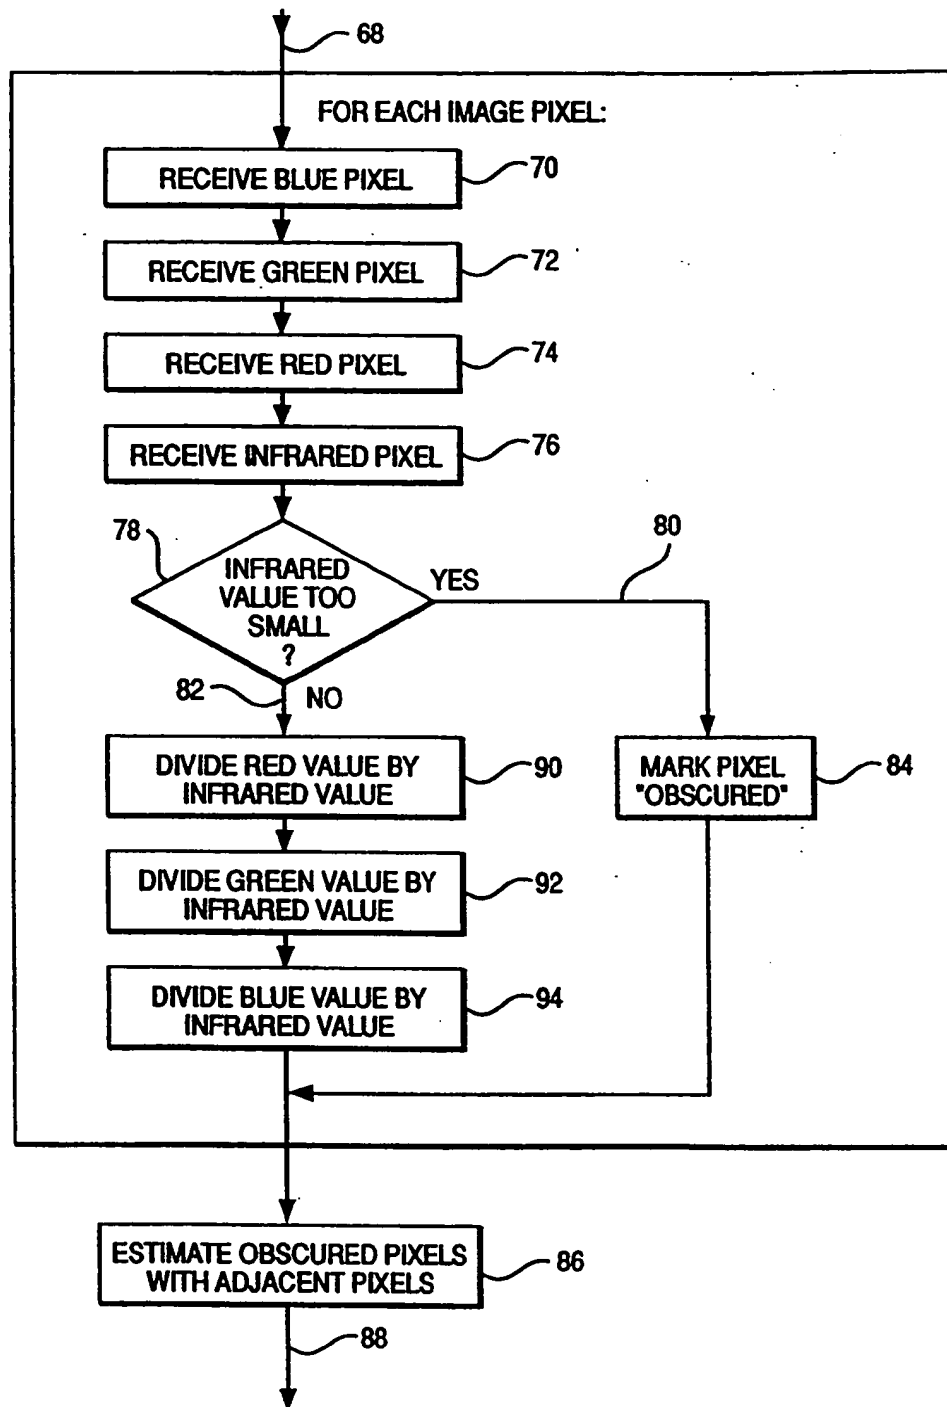 68
FOR EACH IMAGE PIXEL:
RECEIVE BLUE PIXEL
70
RECEIVE GREEN PIXEL
72
RECEIVE RED PIXEL
74
RECEIVE INFRARED PIXEL
76
78
INFRARED
VALUE TOO
SMALL
?
YES
80
82
NO
DIVIDE RED VALUE BY
INFRARED VALUE
90
MARK PIXEL
"OBSCURED"
84
DIVIDE GREEN VALUE BY
INFRARED VALUE
92
DIVIDE BLUE VALUE BY
INFRARED VALUE
94
ESTIMATE OBSCURED PIXELS
WITH ADJACENT PIXELS
86
88